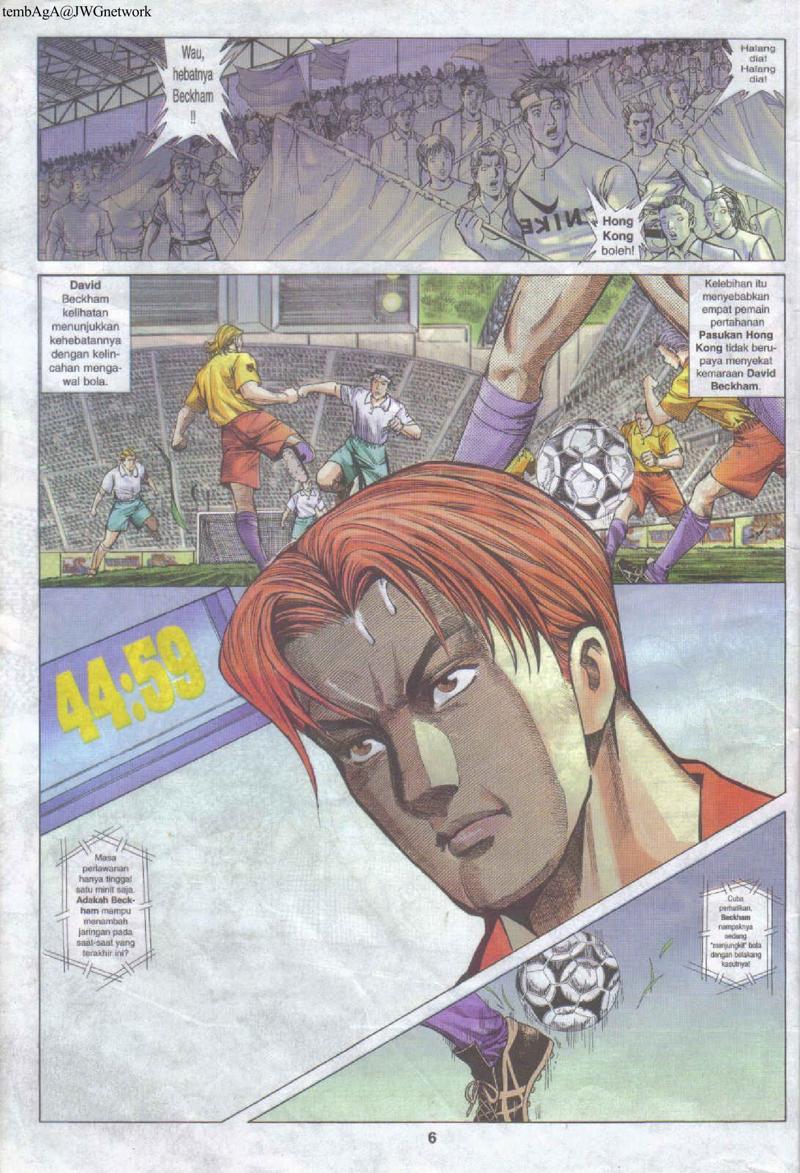 tembAgA@JWGnetwork
Wau,
hebatnya
Beckham
!!
Halang
dia!
Halang
dia!
ENIKE
Hong
Kong
boleh!
David
Beckham
kelihatan
menunjukkan
kehebatannya
dengan kelin-
cahan menga-
wal bola.
Kelebihan itu
menyebabkan
empat pemain
pertahanan
Pasukan Hong
Kong tidak beru-
paya menyekat
kemaraan David
Beckham.
44:59
Masa
perlawanan
hanya tinggal
satu minit saja.
Adakah Beck-
ham mampu
menambah
jaringan pada
saat-saat yang
terakhir ini?
Cuba
perhatikan,
Beckham
nampaknya
sedang
"menjungkit" bola
dengan belakang
kasutnya!
6